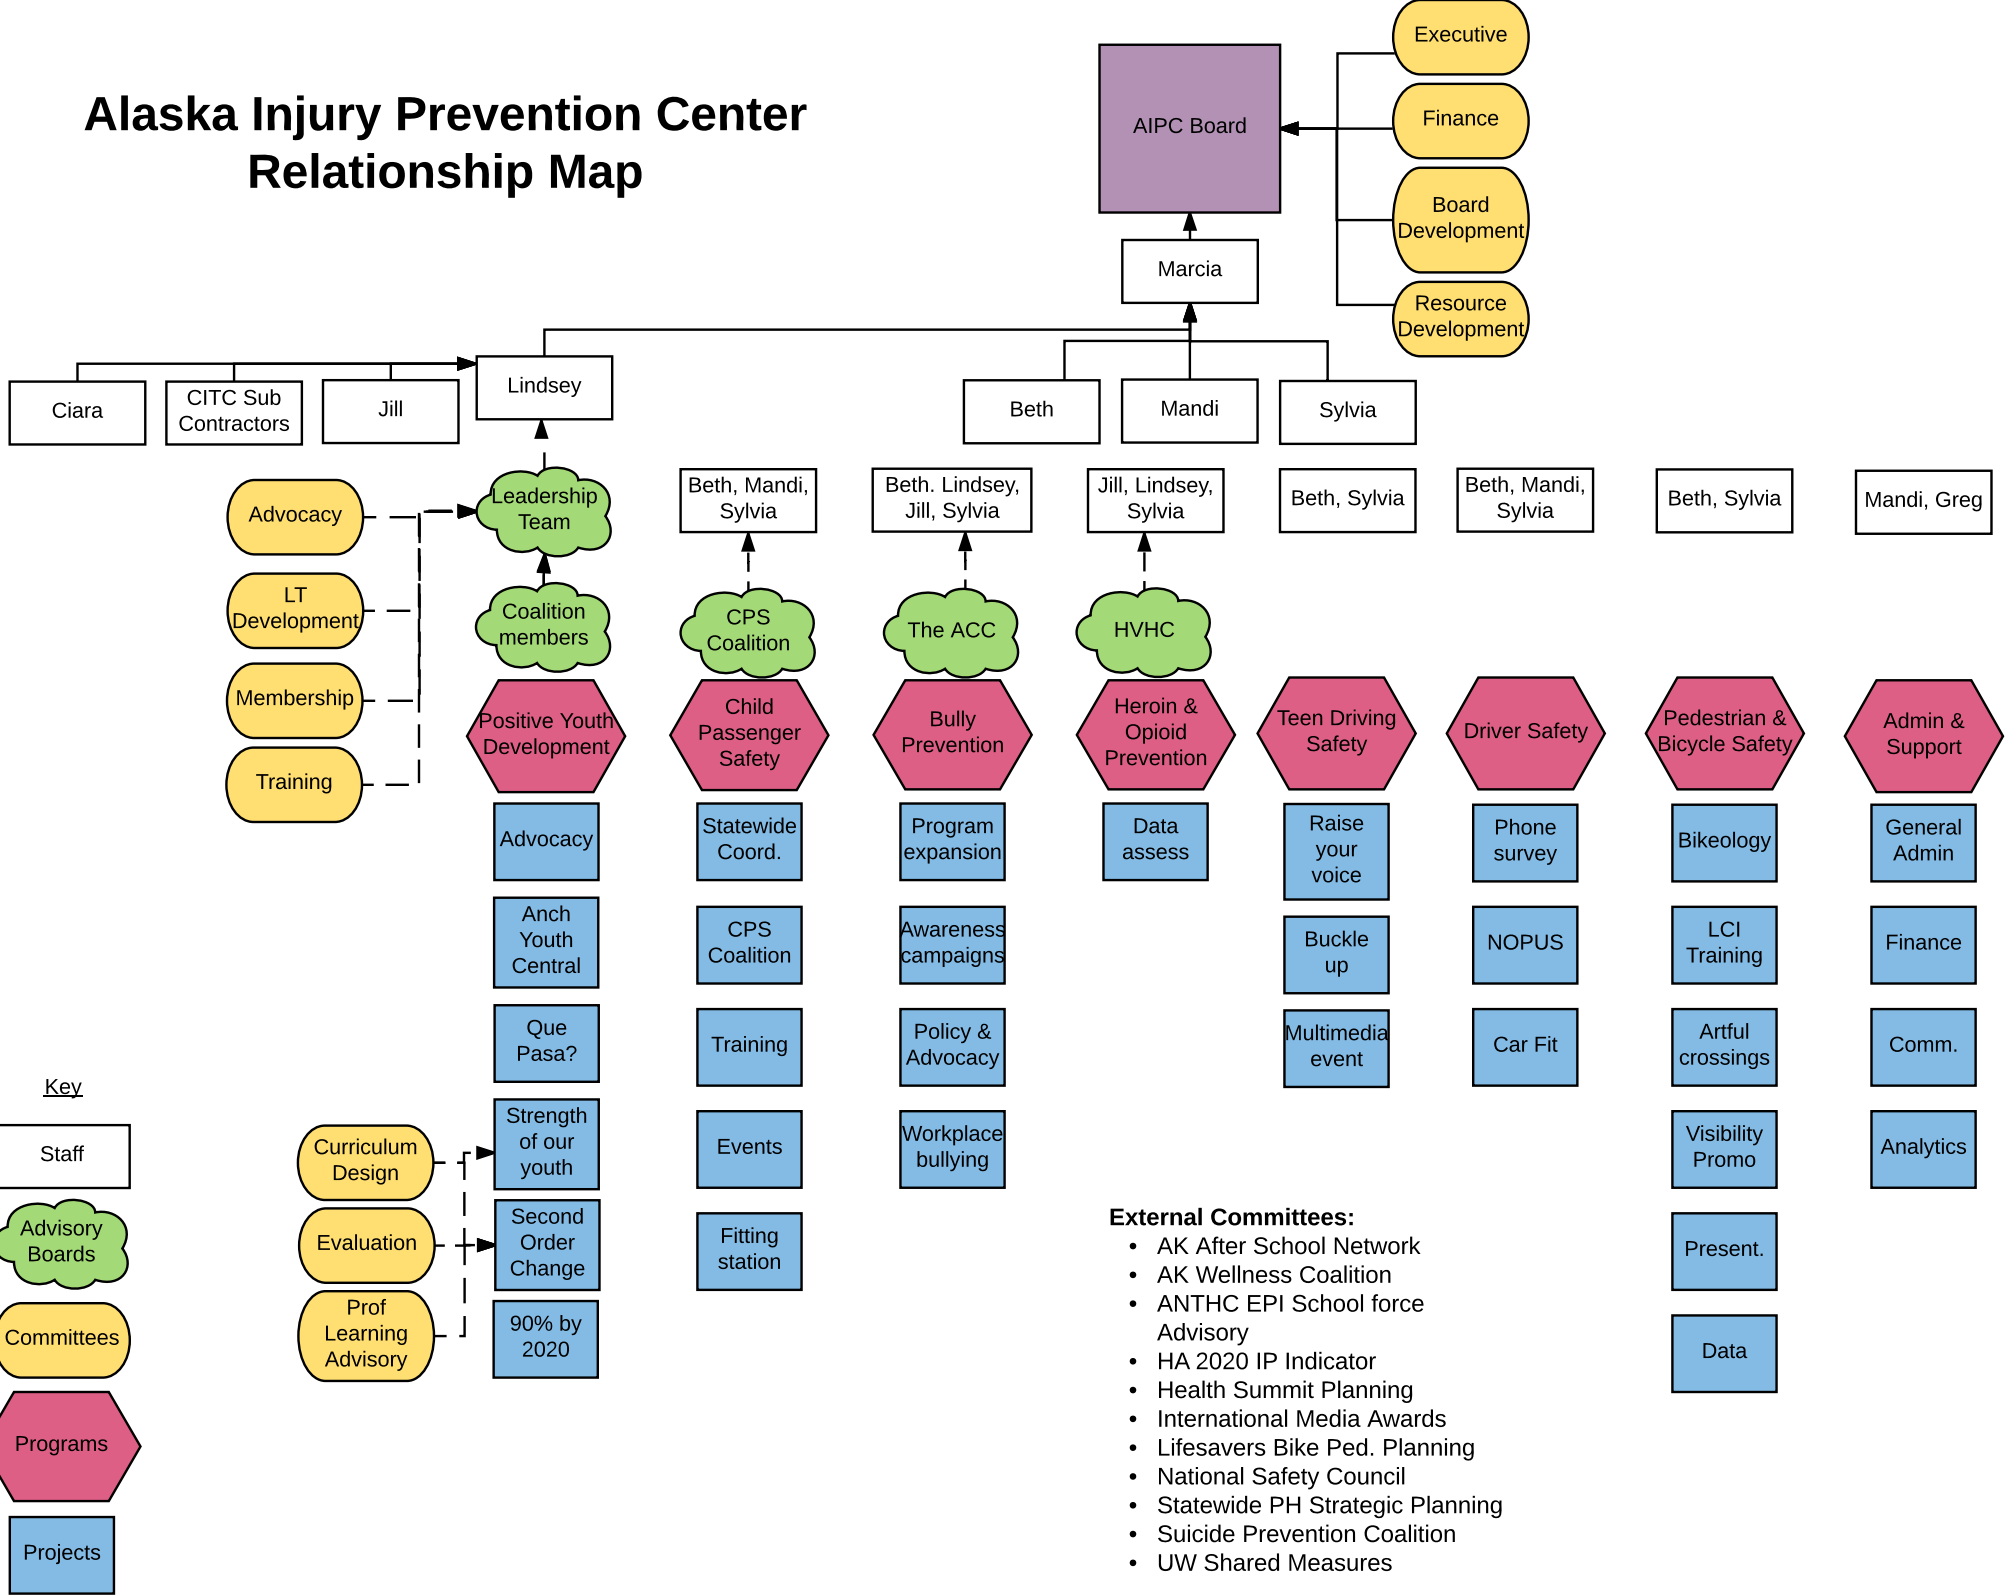 Alaska Injury Prevention Center
Relationship Map
AIPC Board
Executive
Finance
Board
Development
Resource
Development
Marcia
Lindsey
Ciara
CITC Sub
Contractors
Jill
Beth
Mandi
Sylvia
Leadership
Team
Advocacy
LT
Development
Membership
Training
Coalition
members
Beth, Mandi,
Sylvia
Beth. Lindsey,
Jill, Sylvia
Jill, Lindsey,
Sylvia
Beth, Sylvia
Beth, Mandi,
Sylvia
Beth, Sylvia
Mandi, Greg
CPS
Coalition
The ACC
HVHC
Positive Youth
Development
Child
Passenger
Safety
Bully
Prevention
Heroin &
Opioid
Prevention
Teen Driving
Safety
Driver Safety
Pedestrian &
Bicycle Safety
Admin &
Support
Advocacy
Anch
Youth
Central
Que
Pasa?
Strength
of our
youth
Second
Order
Change
90% by
2020
Curriculum
Design
Evaluation
Prof
Learning
Advisory
Statewide
Coord.
CPS
Coalition
Training
Events
Fitting
station
Program
expansion
Awareness
campaigns
Policy &
Advocacy
Workplace
bullying
Data
assess
Raise
your
voice
Buckle
up
Multimedia
event
Phone
survey
NOPUS
Car Fit
Bikeology
LCI
Training
Artful
crossings
Visibility
Promo
Present.
Data
General
Admin
Finance
Comm.
Analytics
Key
Staff
Advisory
Boards
Committees
Programs
Projects
External Committees:
• AK After School Network
• AK Wellness Coalition
• ANTHC EPI School force
Advisory
• HA 2020 IP Indicator
• Health Summit Planning
• International Media Awards
• Lifesavers Bike Ped. Planning
• National Safety Council
• Statewide PH Strategic Planning
• Suicide Prevention Coalition
• UW Shared Measures